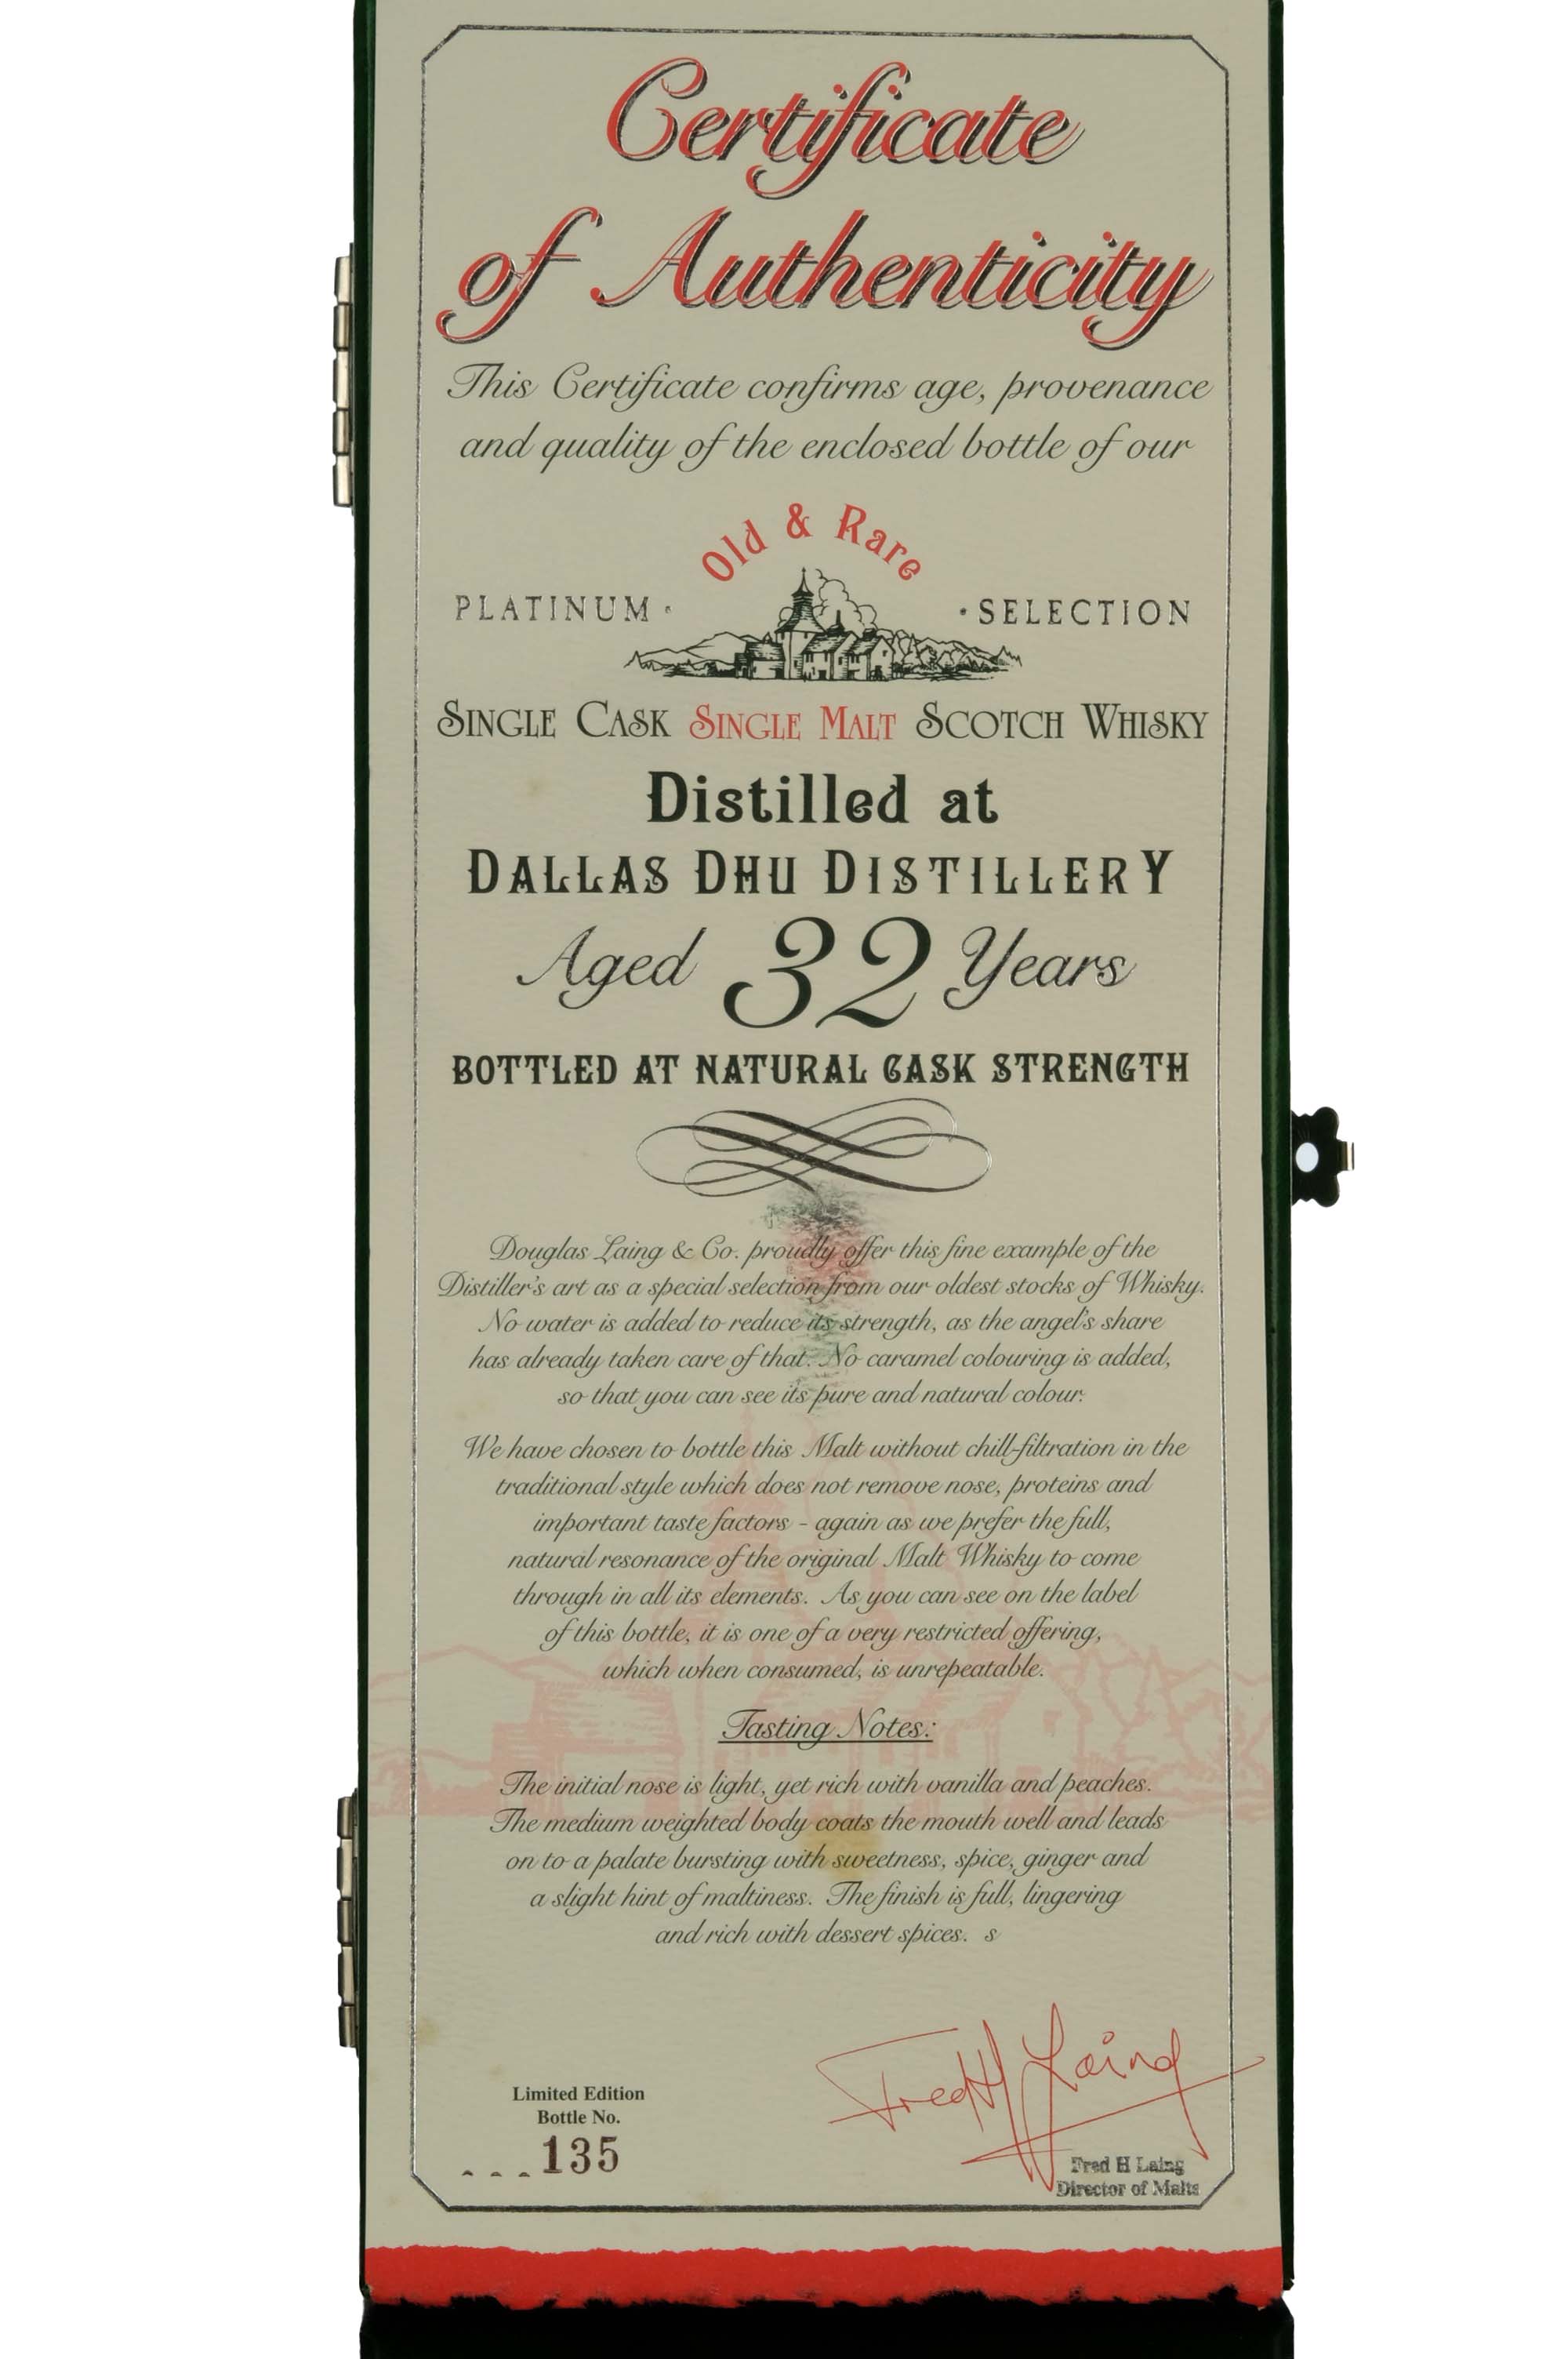 Certificate
of Authenticity
This Certificate confirms age, provenance
and quality of the enclosed bottle of our
Old & Rare
PLATINUM · · SELECTION
SINGLE CASK SINGLE MALT SCOTCH WHISKY
Distilled at
DALLAS DHU DISTILLERY
Aged 32 Years
BOTTLED AT NATURAL CASK STRENGTH
Douglas Laing & Co. proudly offer this fine example of the
Distiller's art as a special selection from our oldest stocks of Whisky.
No water is added to reduce its strength, as the angel's share
has already taken care of that. No caramel colouring is added,
so that you can see its pure and natural colour.
We have chosen to bottle this Malt without chill-filtration in the
traditional style which does not remove nose, proteins and
important taste factors - again as we prefer the full,
natural resonance of the original Malt Whisky to come
through in all its elements. As you can see on the label
of this bottle, it is one of a very restricted offering,
which when consumed, is unrepeatable.
Tasting Notes:
The initial nose is light, yet rich with vanilla and peaches.
The medium weighted body coats the mouth well and leads
on to a palate bursting with sweetness, spice, ginger and
a slight hint of maltiness. The finish is full, lingering
and rich with dessert spices. s
Fred H Laing
Limited Edition
Bottle No.
135
Fred H Laing
Director of Malts